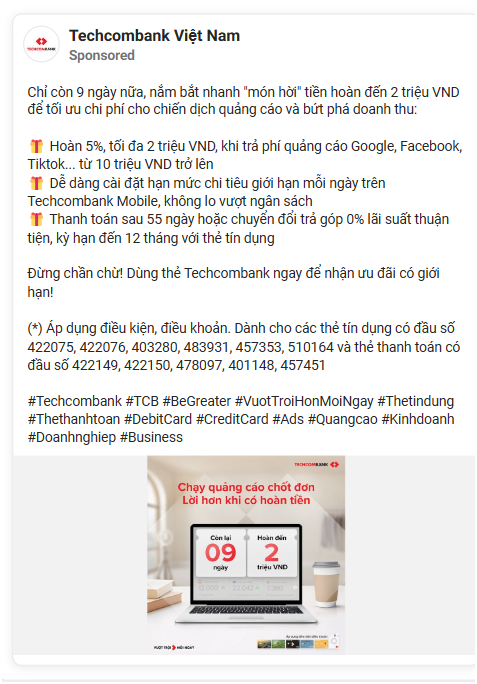 Techcombank Việt Nam
Sponsored
TECHCOMBANK
Chỉ còn 9 ngày nữa, nắm bắt nhanh "món hời" tiền hoàn đến 2 triệu VND
để tối ưu chi phí cho chiến dịch quảng cáo và bứt phá doanh thu:
🎁 Hoàn 5%, tối đa 2 triệu VND, khi trả phí quảng cáo Google, Facebook,
Tiktok... từ 10 triệu VND trở lên
🎁 Dễ dàng cài đặt hạn mức chi tiêu giới hạn mỗi ngày trên
Techcombank Mobile, không lo vượt ngân sách
🎁 Thanh toán sau 55 ngày hoặc chuyển đổi trả góp 0% lãi suất thuận
tiện, kỳ hạn đến 12 tháng với thẻ tín dụng
Đừng chần chừ! Dùng thẻ Techcombank ngay để nhận ưu đãi có giới
hạn!
(*) Áp dụng điều kiện, điều khoản. Dành cho các thẻ tín dụng có đầu số
422075, 422076, 403280, 483931, 457353, 510164 và thẻ thanh toán có
đầu số 422149, 422150, 478097, 401148, 457451
#Techcombank #TCB #BeGreater #VuotTroiHonMoiNgay #Thetindung
#Thethanhtoan #DebitCard #CreditCard #Ads #Quangcao #Kinhdoanh
#Doanhnghiep #Business
TECHCOMBANK
Chạy quảng cáo chốt đơn
Lời hơn khi có hoàn tiền
Còn lại
09
ngày
Hoàn đến
2
triệu VND
VƯỢT TRỘI MỖI NGÀY